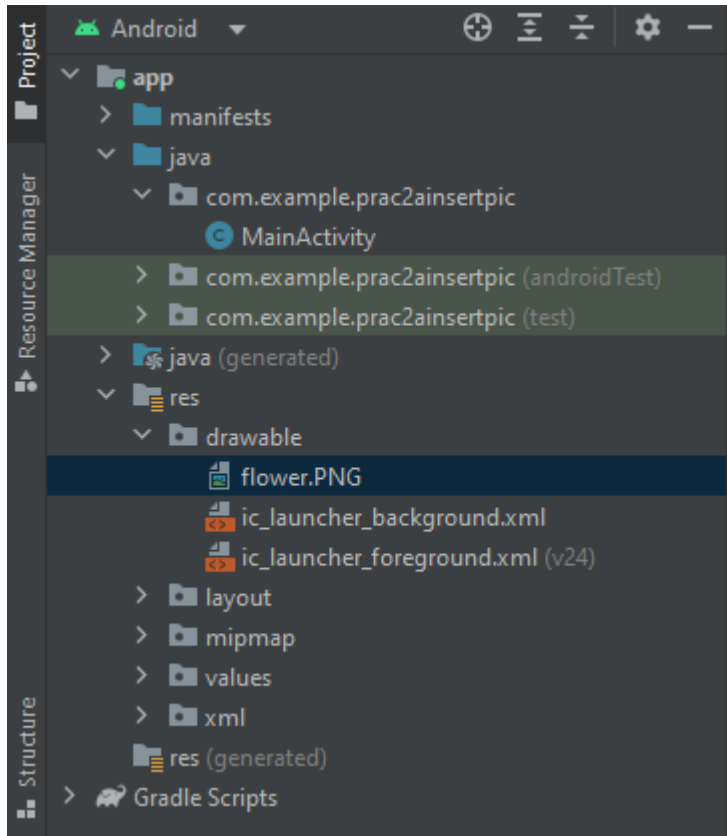 Project
Resource Manager
Structure
Android
app
manifests
java
com.example.prac2ainsertpic
MainActivity
com.example.prac2ainsertpic (androidTest)
com.example.prac2ainsertpic (test)
java (generated)
res
drawable
flower.PNG
ic_launcher_background.xml
ic_launcher_foreground.xml (v24)
layout
mipmap
values
xml
res (generated)
Gradle Scripts